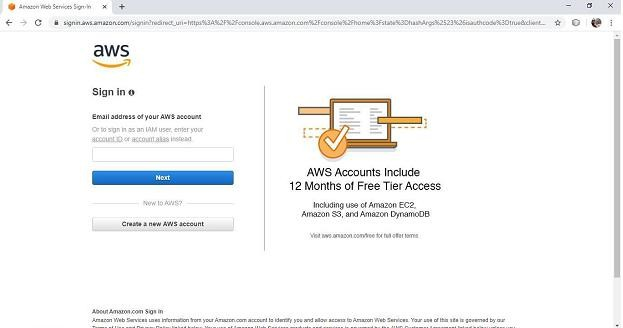 Amazon Web Services Sign-In
signin.aws.amazon.com/signin?redirect_uri=https%3A%2F%2Fconsole.aws.amazon.com%2Fconsole%2Fhome%3Fstate%3DhashArgs%2523%26isauthcode%3Dtrue&client...
aws
Sign in
Email address of your AWS account
Or to sign in as an IAM user, enter your
account ID or account alias instead.
Next
New to AWS?
Create a new AWS account
AWS Accounts Include
12 Months of Free Tier Access
Including use of Amazon EC2,
Amazon S3, and Amazon DynamoDB
Visit aws.amazon.com/free for full offer terms
About Amazon.com Sign In
Amazon Web Services uses information from your Amazon.com account to identify you and allow access to Amazon Web Services. Your use of this site is governed by our